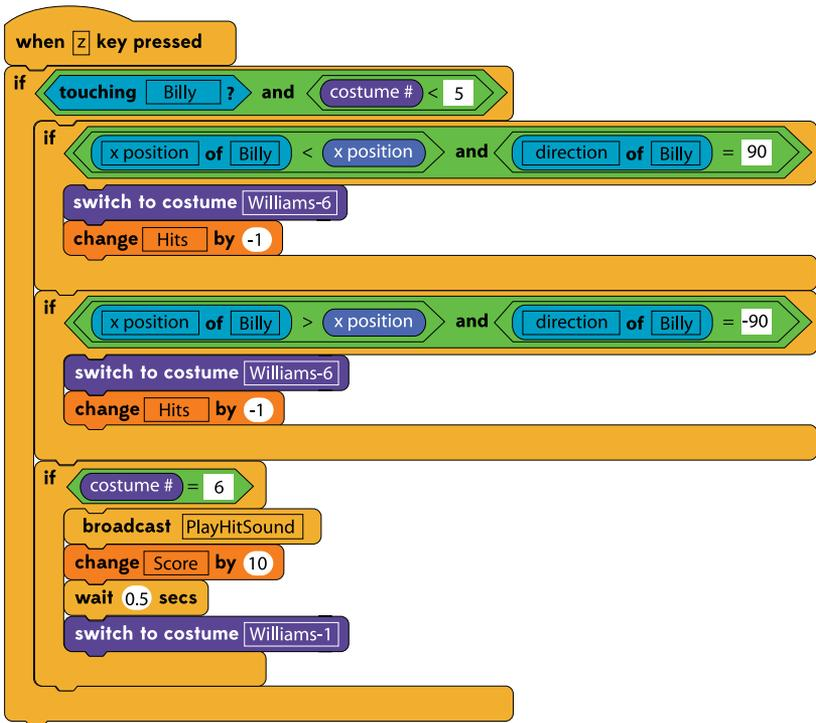 when z key pressed
if touching Billy ? and costume # < 5
if x position of Billy < x position and direction of Billy = 90
switch to costume Williams-6
change Hits by -1
if x position of Billy > x position and direction of Billy = -90
switch to costume Williams-6
change Hits by -1
if costume # = 6
broadcast PlayHitSound
change Score by 10
wait 0.5 secs
switch to costume Williams-1